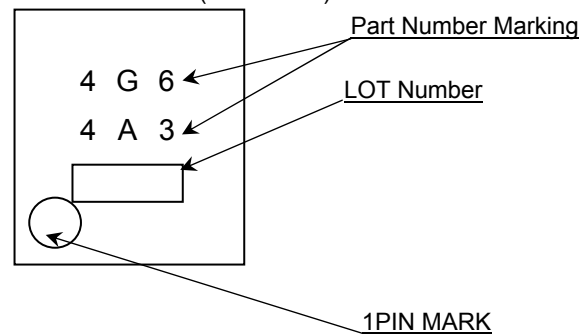 Part Number Marking
4 G 6
LOT Number
4 A 3
1PIN MARK